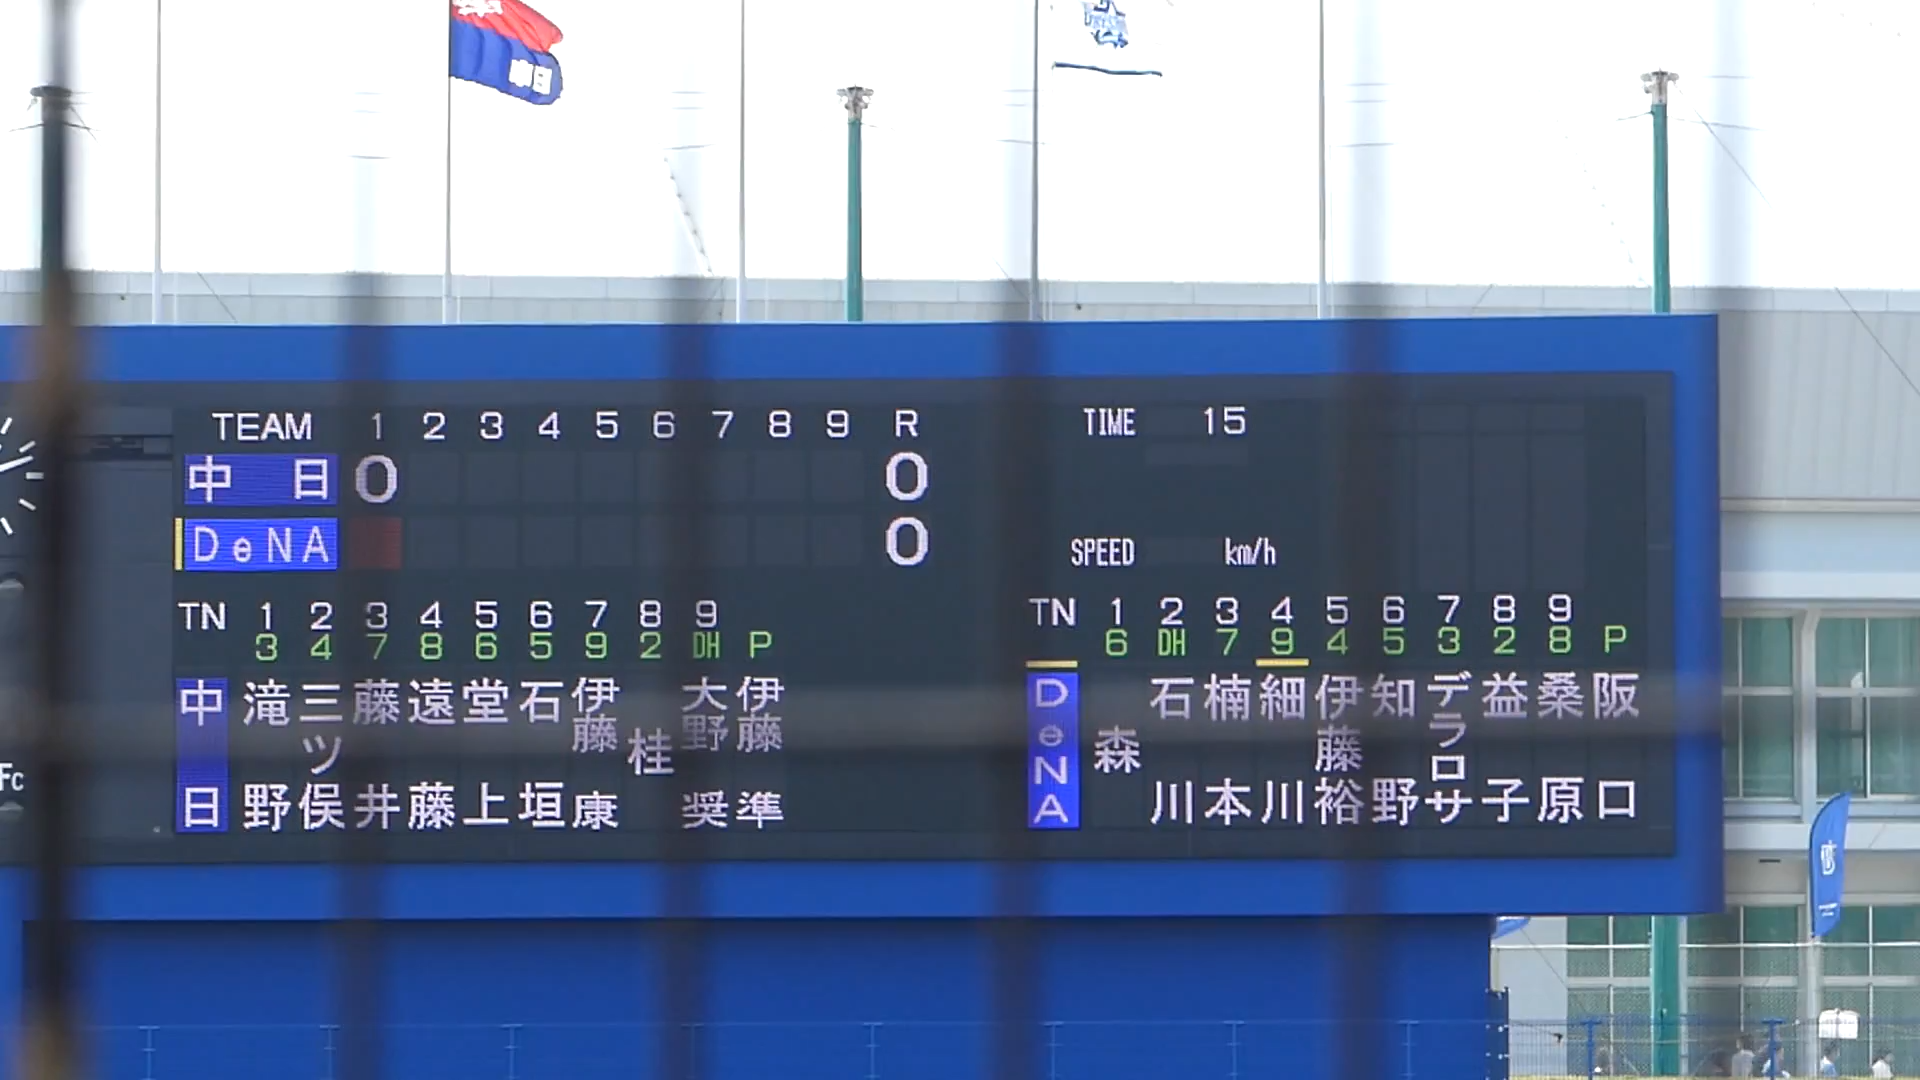 中日
TEAM 1 2 3 4 5 6 7 8 9 R
中日 0 0
DeNA 0
TIME 15
SPEED km/h
TN 1 2 3 4 5 6 7 8 9
3 4 7 8 6 5 9 2 DH P
中日 滝野 三ツ俣 藤井 遠藤 堂上 石垣 伊藤康 桂 大野奨 伊藤準
TN 1 2 3 4 5 6 7 8 9
6 DH 7 9 4 5 3 2 8 P
DeNA 森 石川 楠本 細川 伊藤裕 知野 デラロサ 益子 桑原 阪口
Fc